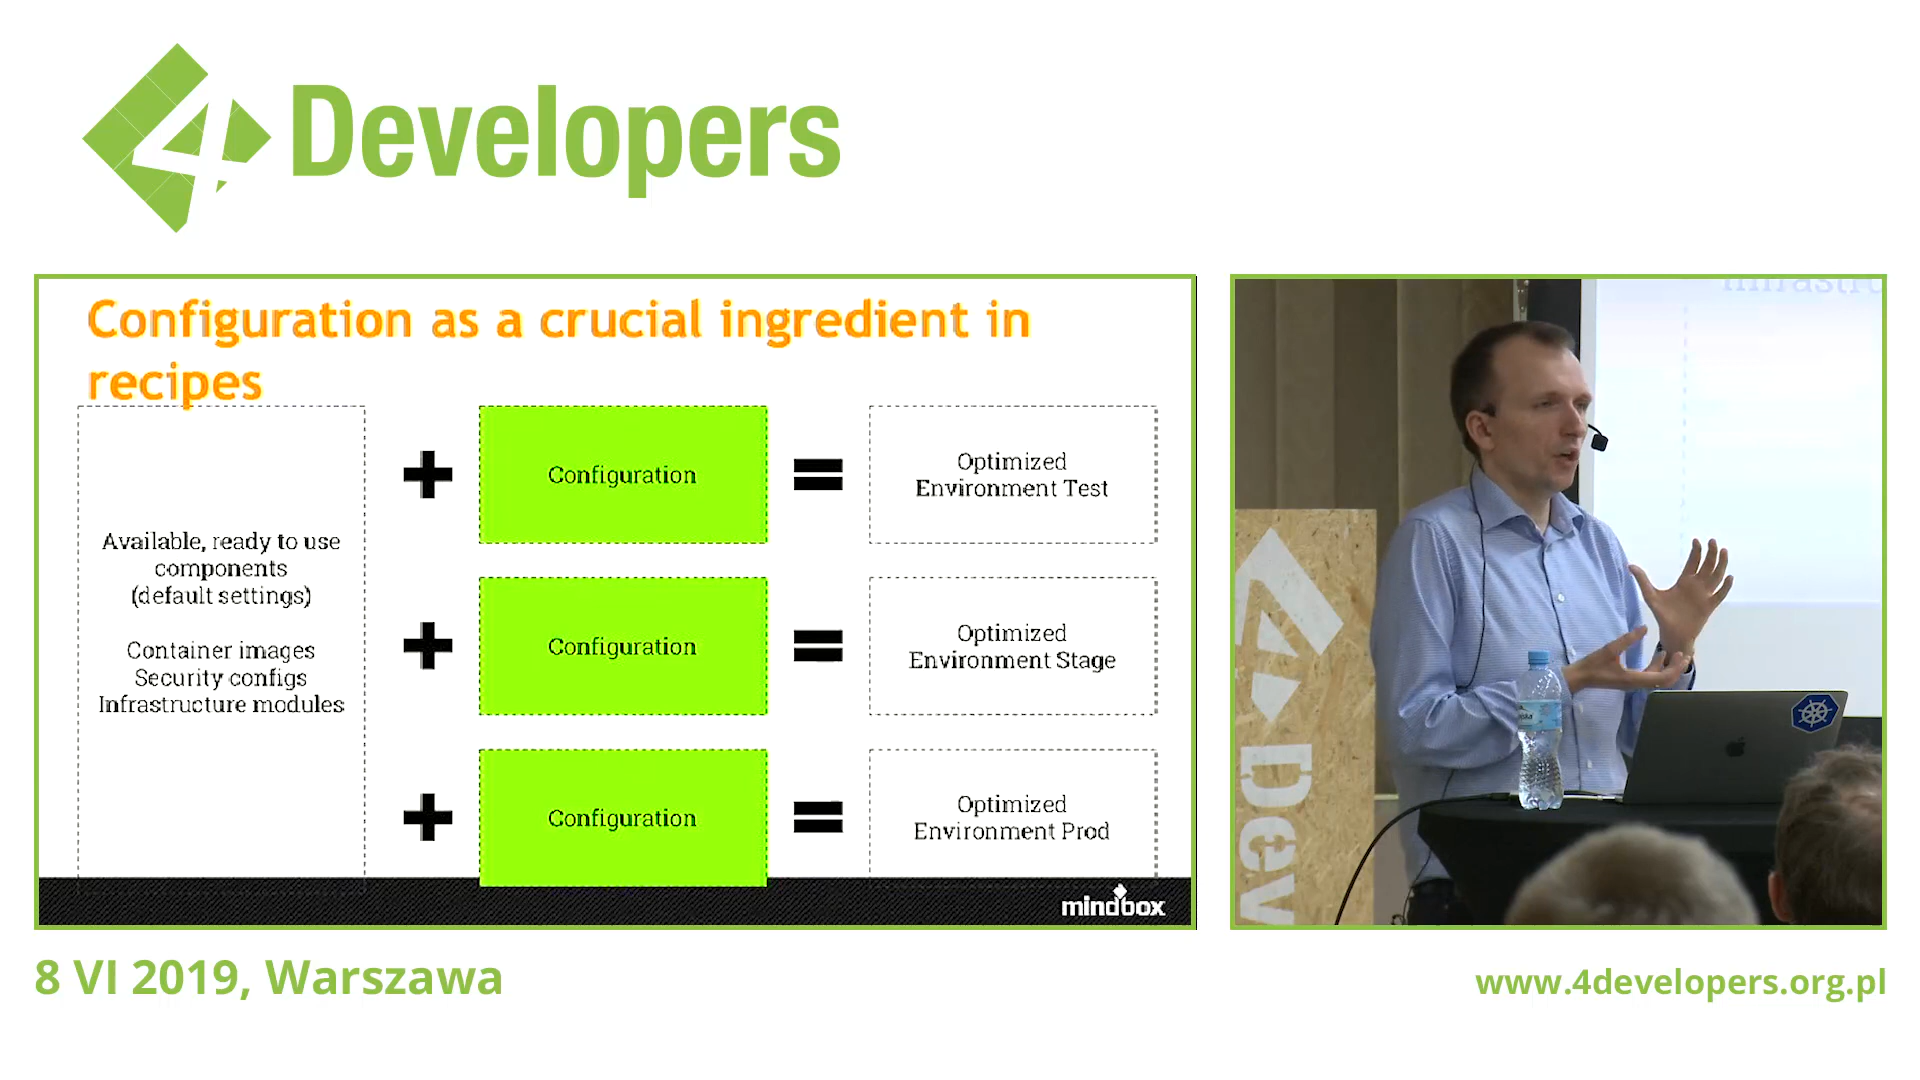 4Developers
Configuration as a crucial ingredient in
recipes
Available, ready to use
components
(default settings)
Container images
Security configs
Infrastructure modules
Configuration
Optimized
Environment Test
Configuration
Optimized
Environment Stage
Configuration
Optimized
Environment Prod
mindbox
4 Dev
8 VI 2019, Warszawa
www.4developers.org.pl